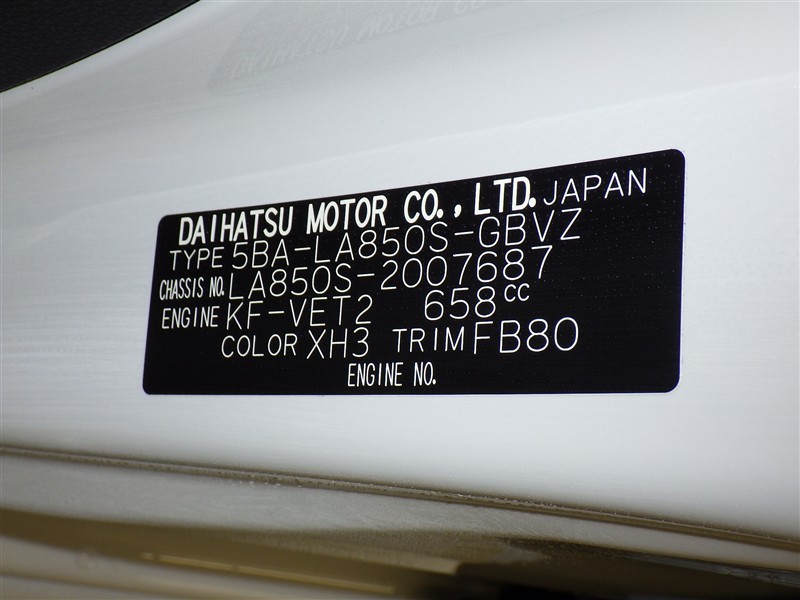 DAIHATSU MOTOR CO., LTD. JAPAN
TYPE 5BA-LA850S-GBVZ
CHASSIS NO. LA850S-2007687
ENGINE KF-VET2 658cc
COLOR XH3 TRIM FB80
ENGINE NO.